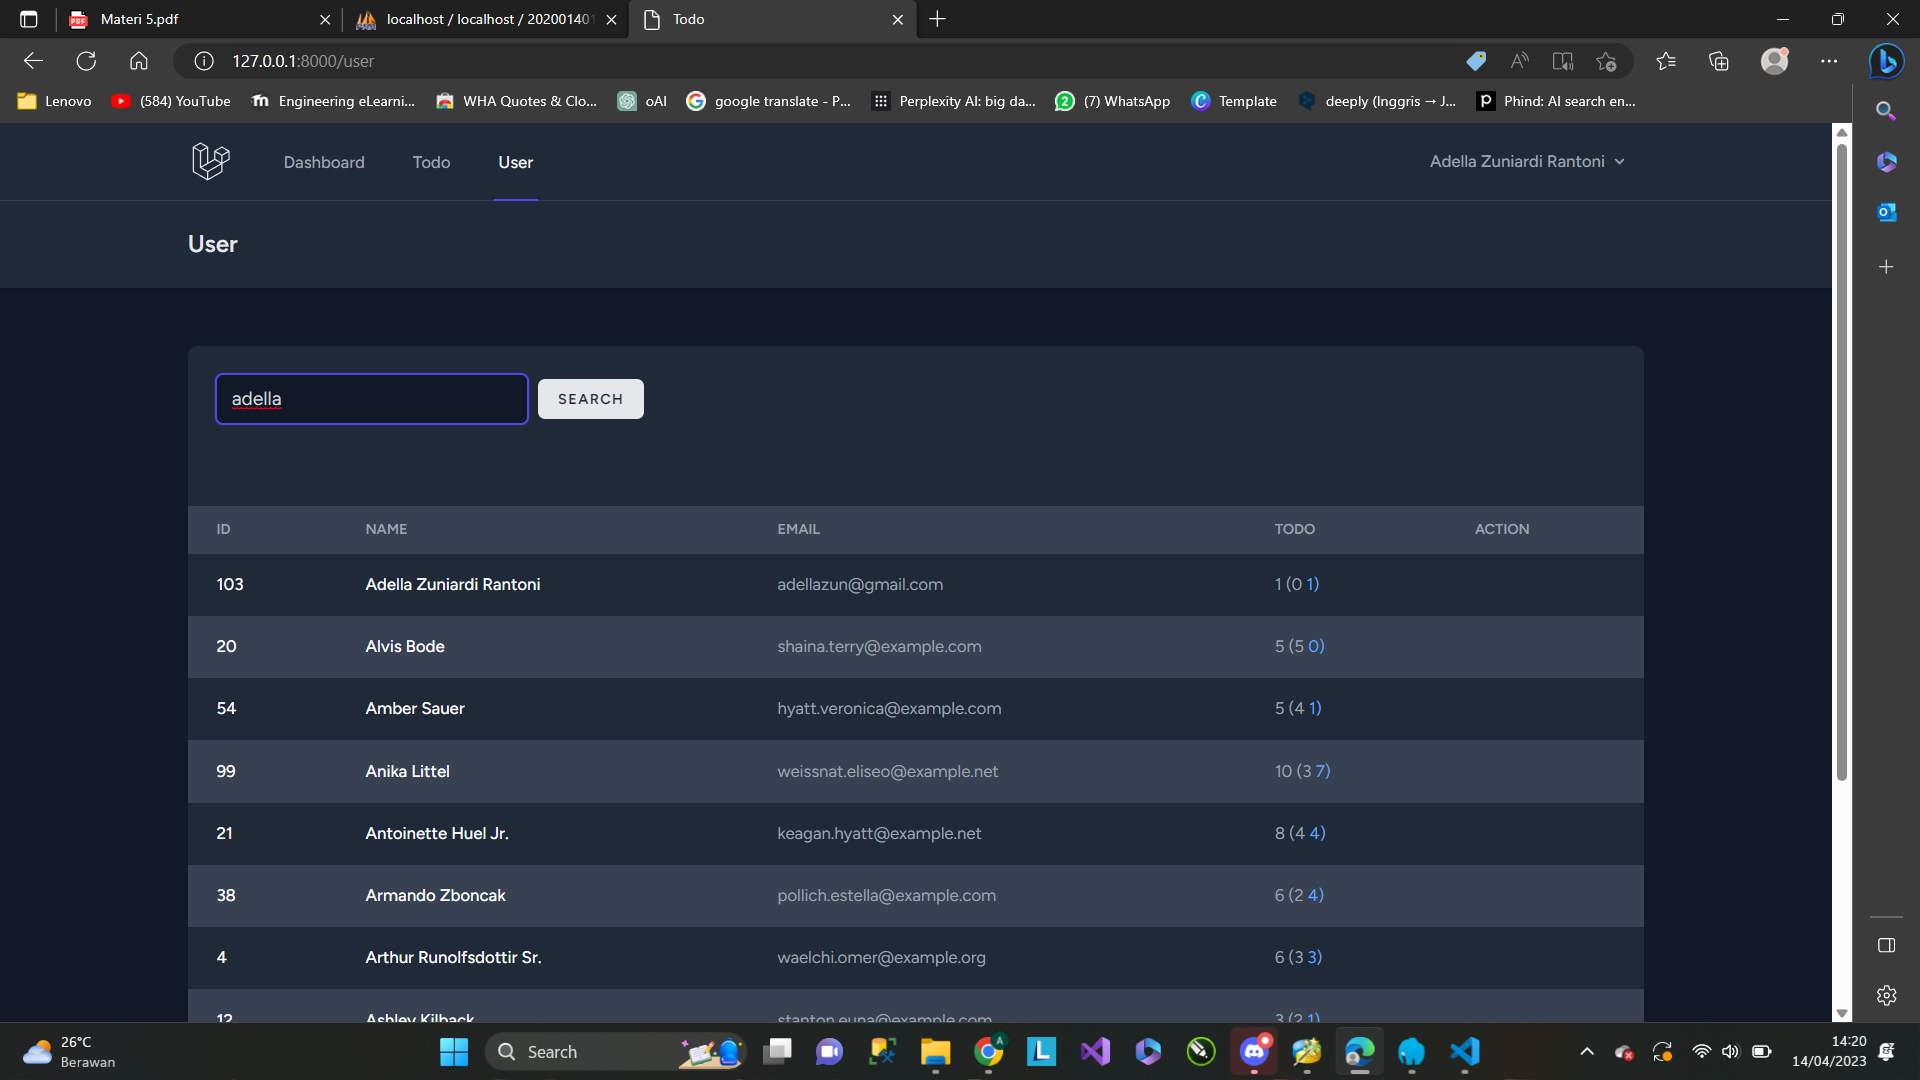 Materi 5.pdf
localhost / localhost / 202001401
Todo
127.0.0.1:8000/user
Lenovo
(584) YouTube
Engineering eLearni...
WHA Quotes & Clo...
oAI
google translate - P...
Perplexity AI: big da...
(7) WhatsApp
Template
deeply (Inggris → J...
Phind: AI search en...
Dashboard
Todo
User
Adella Zuniardi Rantoni
User
adella
SEARCH
ID NAME EMAIL TODO ACTION
103 Adella Zuniardi Rantoni adellazun@gmail.com 1 (0 1)
20 Alvis Bode shaina.terry@example.com 5 (5 0)
54 Amber Sauer hyatt.veronica@example.com 5 (4 1)
99 Anika Littel weissnat.eliseo@example.net 10 (3 7)
21 Antoinette Huel Jr. keagan.hyatt@example.net 8 (4 4)
38 Armando Zboncak pollich.estella@example.com 6 (2 4)
4 Arthur Runolfsdottir Sr. waelchi.omer@example.org 6 (3 3)
12 Ashley Kilback stanton.euna@example.com 3 (2 1)
26°C
Berawan
Search
14:20
14/04/2023